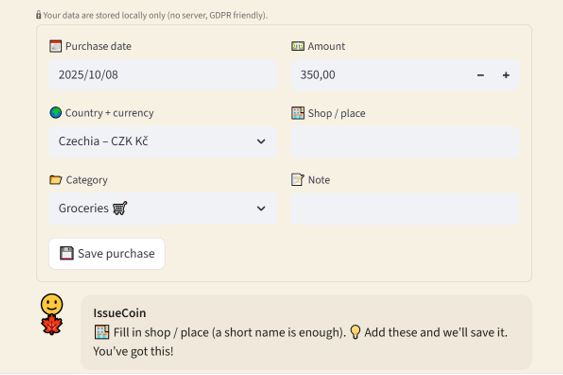 Your data are stored locally only (no server, GDPR friendly).
Purchase date
Amount
2025/10/08
350,00
Country + currency
Shop / place
Czechia – CZK Kč
Category
Note
Groceries
Save purchase
IssueCoin
Fill in shop / place (a short name is enough). Add these and we'll save it.
You've got this!